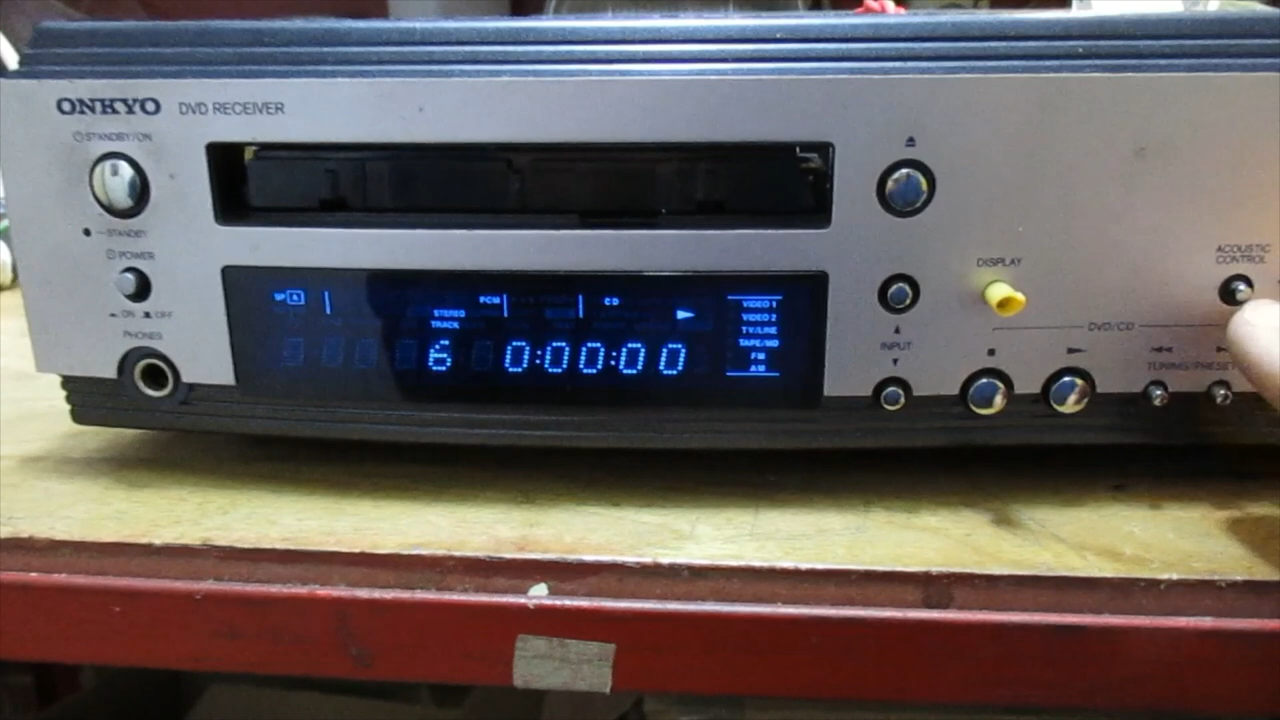 ONKYO DVD RECEIVER
STANDBY/ON
STANDBY
POWER
ON OFF
PHONES
SP A
PCM
CD
STEREO
TRACK
6 0:00:00
VIDEO 1
VIDEO 2
TV/LINE
TAPE/MD
FM
AM
INPUT
DISPLAY
ACOUSTIC
CONTROL
DVD/CD
TUNING/PRESET